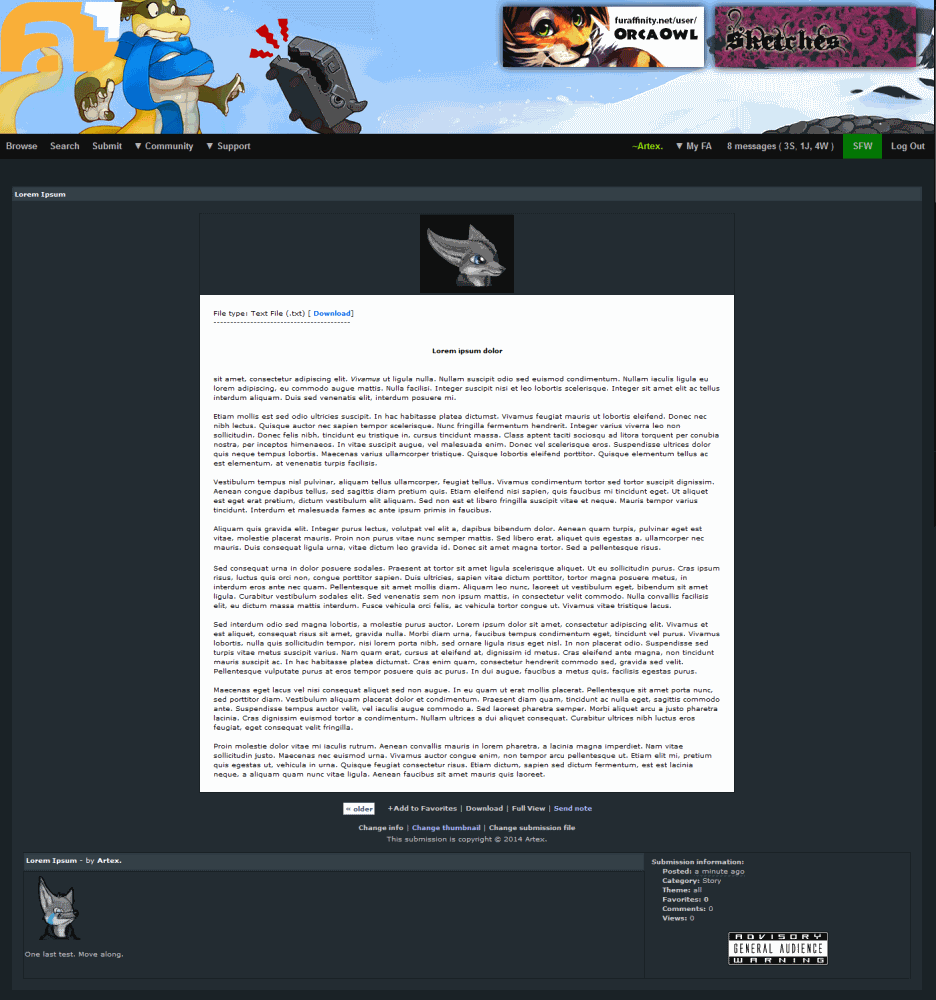 furaffinity.net/user/
ORCAOWL
Sketches
Browse Search Submit ▼ Community ▼ Support ~Artex. ▼ My FA 8 messages ( 3S, 1J, 4W ) SFW Log Out
Lorem Ipsum
File type: Text File (.txt) [ Download]
-----------------------------------------
Lorem ipsum dolor
sit amet, consectetur adipiscing elit. Vivamus ut ligula nulla. Nullam suscipit odio sed euismod condimentum. Nullam iaculis ligula eu
lorem adipiscing, eu commodo augue mattis. Nulla facilisi. Integer suscipit nisi et leo lobortis scelerisque. Integer sit amet elit ac tellus
interdum aliquam. Duis sed venenatis elit, interdum posuere mi.
Etiam mollis est sed odio ultricies suscipit. In hac habitasse platea dictumst. Vivamus feugiat mauris ut lobortis eleifend. Donec nec
nibh lectus. Quisque auctor nec sapien tempor scelerisque. Nunc fringilla fermentum hendrerit. Integer varius viverra leo non
sollicitudin. Donec felis nibh, tincidunt eu tristique in, cursus tincidunt massa. Class aptent taciti sociosqu ad litora torquent per conubia
nostra, per inceptos himenaeos. In vitae suscipit augue, vel malesuada enim. Donec vel scelerisque eros. Suspendisse ultrices dolor
quis neque tempus lobortis. Maecenas varius ullamcorper tristique. Quisque lobortis eleifend porttitor. Quisque elementum tellus ac
est elementum, at venenatis turpis facilisis.
Vestibulum tempus nisl pulvinar, aliquam tellus ullamcorper, feugiat tellus. Vivamus condimentum tortor sed tortor suscipit dignissim.
Aenean congue dapibus tellus, sed sagittis diam pretium quis. Etiam eleifend nisi sapien, quis faucibus mi tincidunt eget. Ut aliquet
est eget erat pretium, dictum vestibulum elit aliquam. Sed non est et libero fringilla suscipit vitae et neque. Mauris tempor varius
tincidunt. Interdum et malesuada fames ac ante ipsum primis in faucibus.
Aliquam quis gravida elit. Integer purus lectus, volutpat vel elit a, dapibus bibendum dolor. Aenean quam turpis, pulvinar eget est
vitae, molestie placerat mauris. Proin non purus vitae nunc semper mattis. Sed libero erat, aliquet quis egestas a, ullamcorper nec
mauris. Duis consequat ligula urna, vitae dictum leo gravida id. Donec sit amet magna tortor. Sed a pellentesque risus.
Sed consequat urna in dolor posuere sodales. Praesent at tortor sit amet ligula scelerisque aliquet. Ut eu sollicitudin purus. Cras ipsum
risus, luctus quis orci non, congue porttitor sapien. Duis ultricies, sapien vitae dictum porttitor, tortor magna posuere metus, in
interdum eros ante nec quam. Pellentesque sit amet mollis diam. Aliquam leo nunc, laoreet ut vestibulum eget, bibendum sit amet
ligula. Curabitur vestibulum sodales elit. Sed venenatis sem non ipsum mattis, in consectetur velit commodo. Nulla convallis facilisis
elit, eu dictum massa mattis interdum. Fusce vehicula orci felis, ac vehicula tortor congue ut. Vivamus vitae tristique lacus.
Sed interdum odio sed magna lobortis, a molestie purus auctor. Lorem ipsum dolor sit amet, consectetur adipiscing elit. Vivamus et
est aliquet, consequat risus sit amet, gravida nulla. Morbi diam urna, faucibus tempus condimentum eget, tincidunt vel purus. Vivamus
lobortis, nulla quis sollicitudin tempor, nisi lorem porta nibh, sed ornare ligula risus eget nisl. In non placerat odio. Suspendisse sed
turpis vitae metus suscipit varius. Nam quam erat, cursus at eleifend at, dignissim id metus. Cras eleifend ante magna, non tincidunt
mauris suscipit ac. In hac habitasse platea dictumst. Cras enim quam, consectetur hendrerit commodo sed, gravida sed velit.
Pellentesque vulputate purus at eros tempor posuere quis ac purus. In dui augue, faucibus a metus quis, facilisis egestas purus.
Maecenas eget lacus vel nisi consequat aliquet sed non augue. In eu quam ut erat mollis placerat. Pellentesque sit amet porta nunc,
sed porttitor diam. Vestibulum aliquam placerat dolor et condimentum. Praesent diam quam, tincidunt ac nulla eget, sagittis commodo
ante. Suspendisse tempus auctor velit, vel iaculis augue commodo a. Sed laoreet pharetra semper. Morbi aliquet arcu a justo pharetra
lacinia. Cras dignissim euismod tortor a condimentum. Nullam ultrices a dui aliquet consequat. Curabitur ultrices nibh luctus eros
feugiat, eget consequat velit fringilla.
Proin molestie dolor vitae mi iaculis rutrum. Aenean convallis mauris in lorem pharetra, a lacinia magna imperdiet. Nam vitae
sollicitudin justo. Maecenas nec euismod urna. Vivamus auctor congue enim, non tempor arcu pellentesque ut. Etiam elit mi, pretium
quis egestas ut, vehicula in urna. Quisque feugiat consectetur risus. Etiam dictum, sapien sed dictum fermentum, est est lacinia
neque, a aliquam quam nunc vitae ligula. Aenean faucibus sit amet mauris quis laoreet.
« older +Add to Favorites | Download | Full View | Send note
Change info | Change thumbnail | Change submission file
This submission is copyright © 2014 Artex.
Lorem Ipsum - by Artex.
One last test. Move along.
Submission information:
Posted: a minute ago
Category: Story
Theme: all
Favorites: 0
Comments: 0
Views: 0
ADVISORY
GENERAL AUDIENCE
WARNING